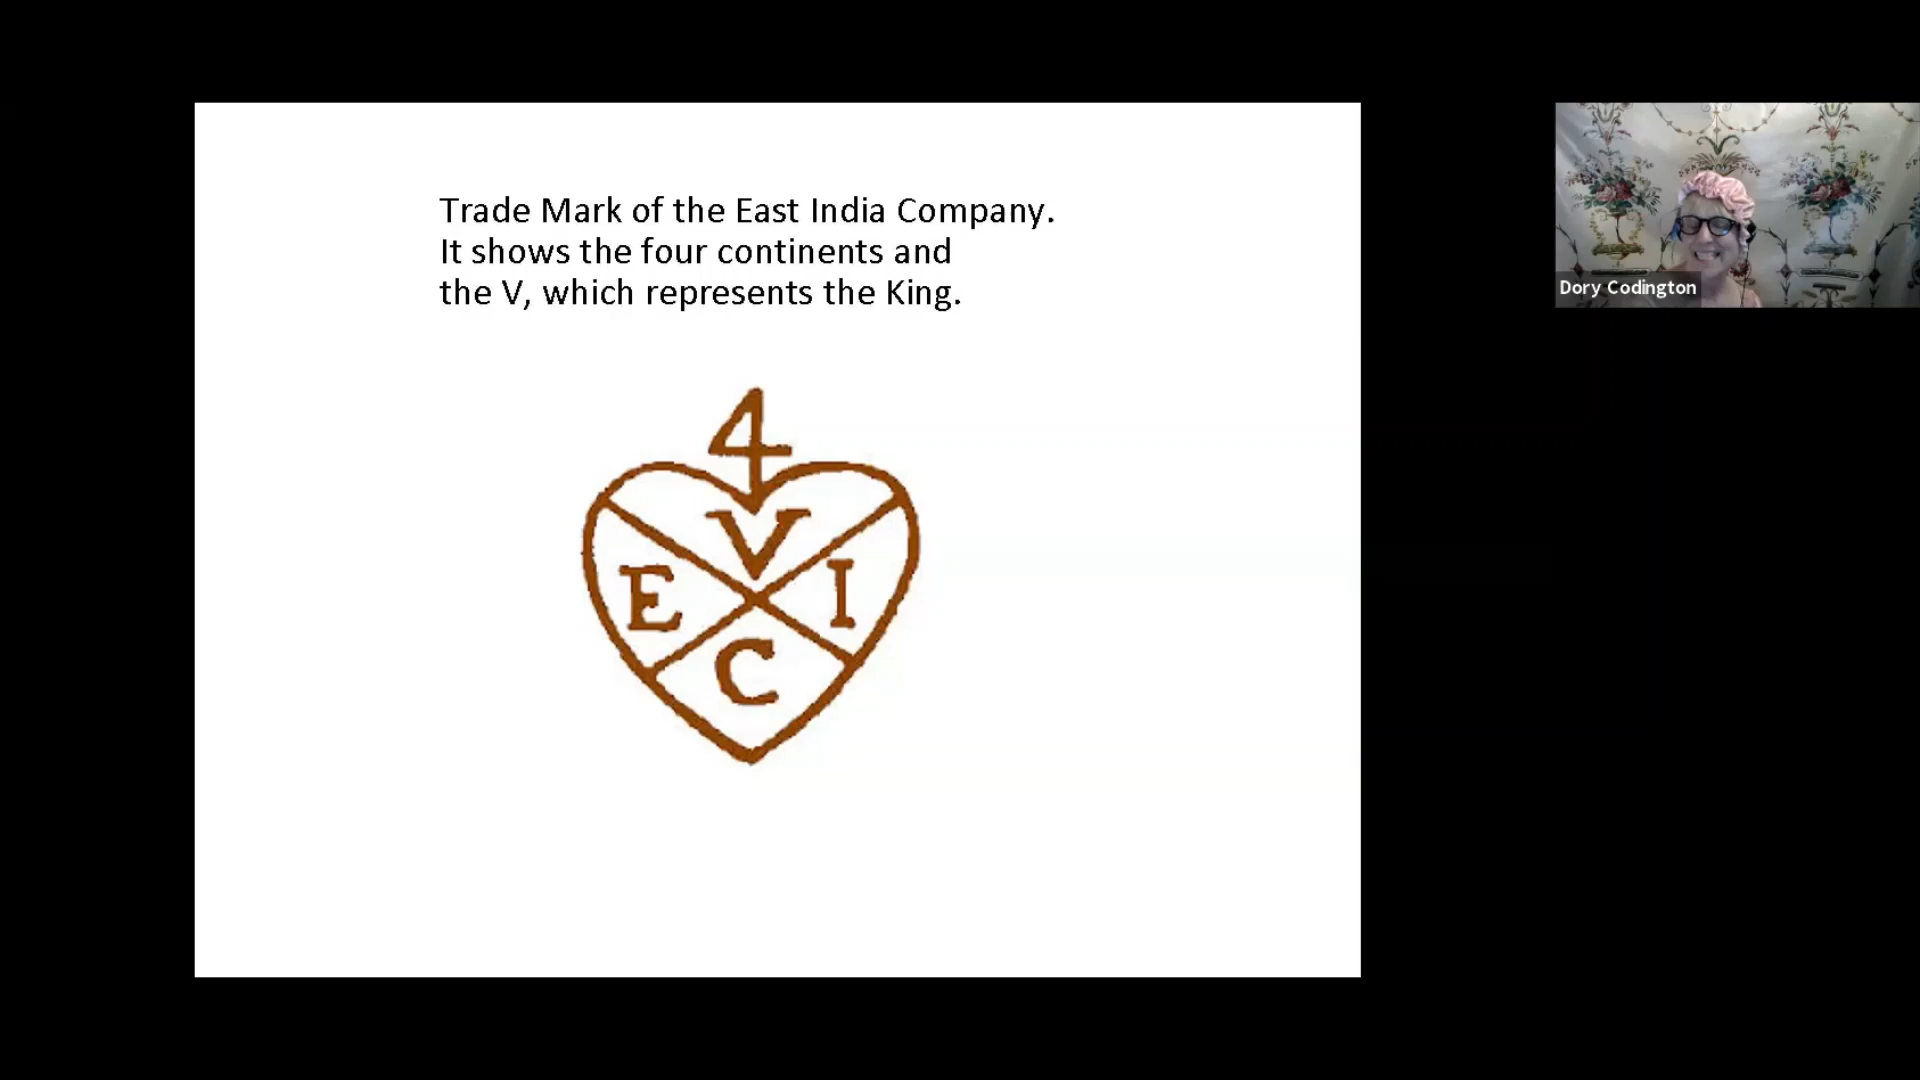 Trade Mark of the East India Company.
It shows the four continents and
the V, which represents the King.
4
V
E I
C
Dory Codington